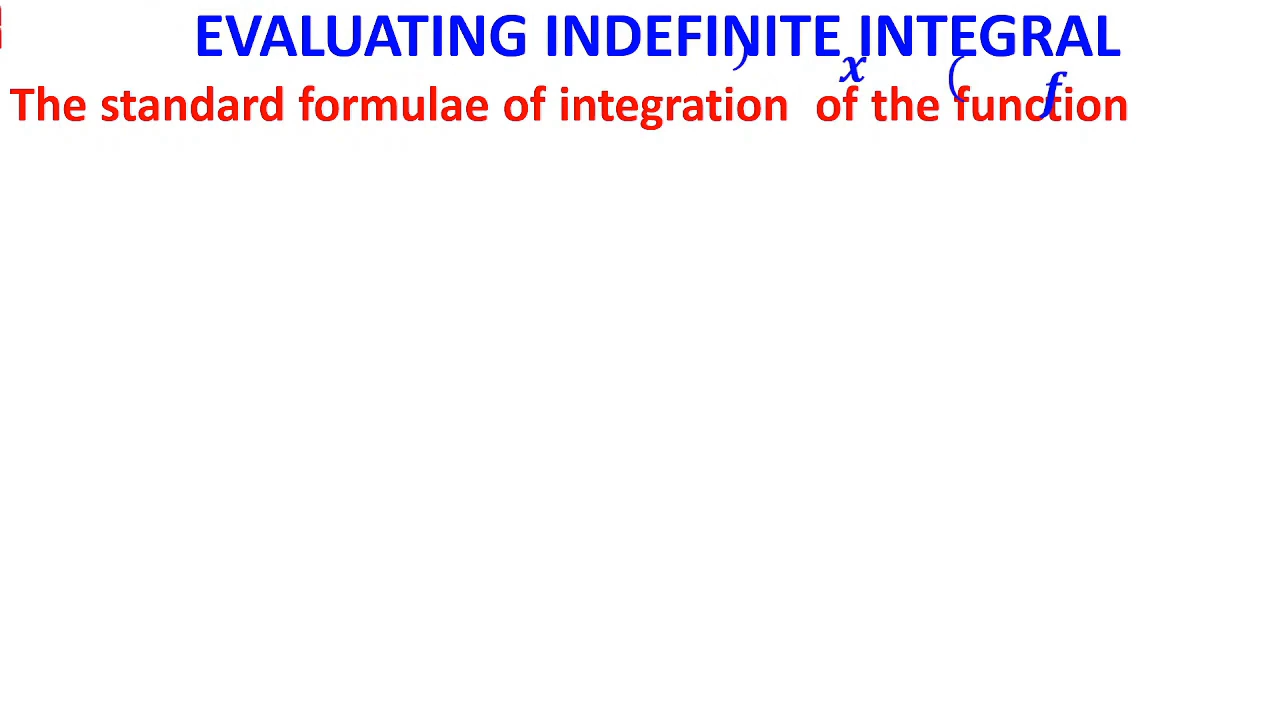 EVALUATING INDEFINITE INTEGRAL
) x ( f
The standard formulae of integration of the function